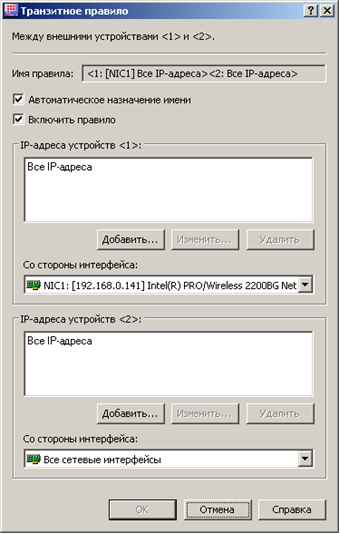 Транзитное правило
Между внешними устройствами <1> и <2>.
Имя правила: <1: [NIC1] Все IP-адреса><2: Все IP-адреса>
Автоматическое назначение имени
Включить правило
IP-адреса устройств <1>:
Все IP-адреса
Добавить... Изменить... Удалить
Со стороны интерфейса:
NIC1: [192.168.0.141] Intel(R) PRO/Wireless 2200BG Net
IP-адреса устройств <2>:
Все IP-адреса
Добавить... Изменить... Удалить
Со стороны интерфейса:
Все сетевые интерфейсы
OK Отмена Справка